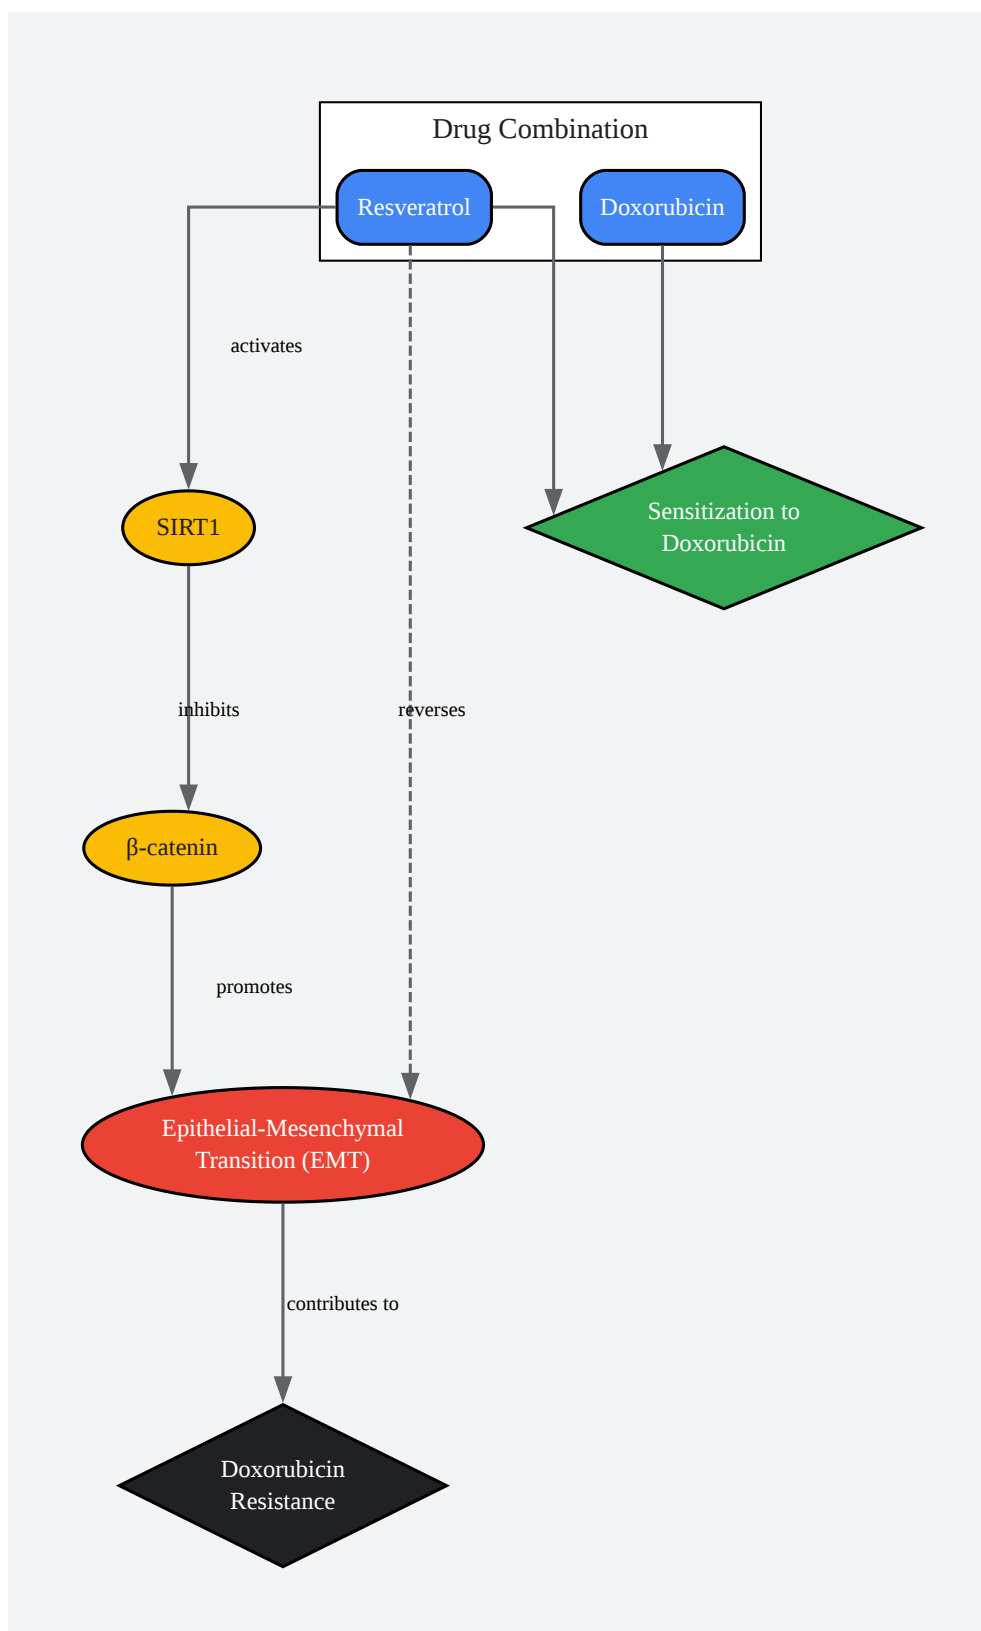 Drug Combination
Resveratrol
Doxorubicin
activates
Sensitization to
Doxorubicin
SIRT1
inhibits
reverses
β-catenin
promotes
Epithelial-Mesenchymal
Transition (EMT)
contributes to
Doxorubicin
Resistance